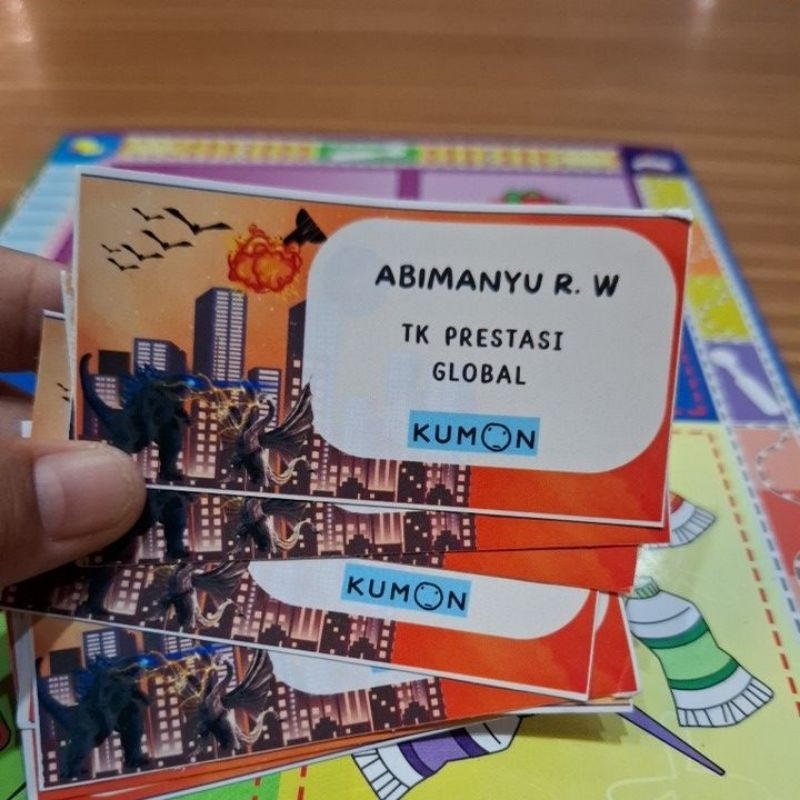 ABIMANYU R. W
TK PRESTASI
GLOBAL
KUMON
KUMON